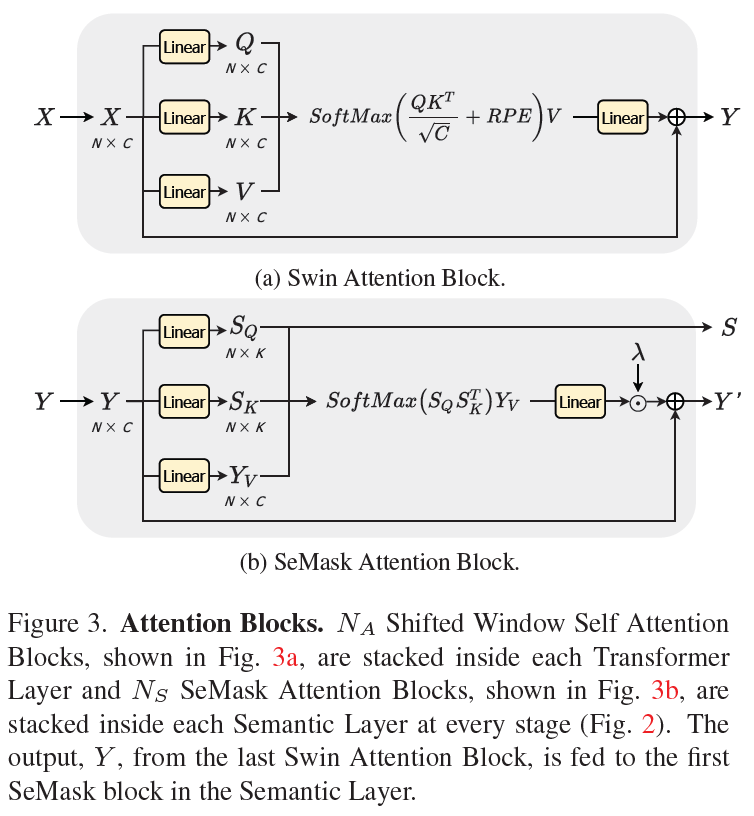 Linear Q
N × C
X X Linear K SoftMax(QK^T/√C + RPE)V Linear ⊕ Y
N × C N × C
Linear V
N × C
(a) Swin Attention Block.
Linear S_Q S
N × K
λ
Y Y Linear S_K SoftMax(S_Q S_K^T)Y_V Linear ⊙ ⊕ Y'
N × C N × K
Linear Y_V
N × C
(b) SeMask Attention Block.
Figure 3. Attention Blocks. N_A Shifted Window Self Attention
Blocks, shown in Fig. 3a, are stacked inside each Transformer
Layer and N_S SeMask Attention Blocks, shown in Fig. 3b, are
stacked inside each Semantic Layer at every stage (Fig. 2). The
output, Y, from the last Swin Attention Block, is fed to the first
SeMask block in the Semantic Layer.